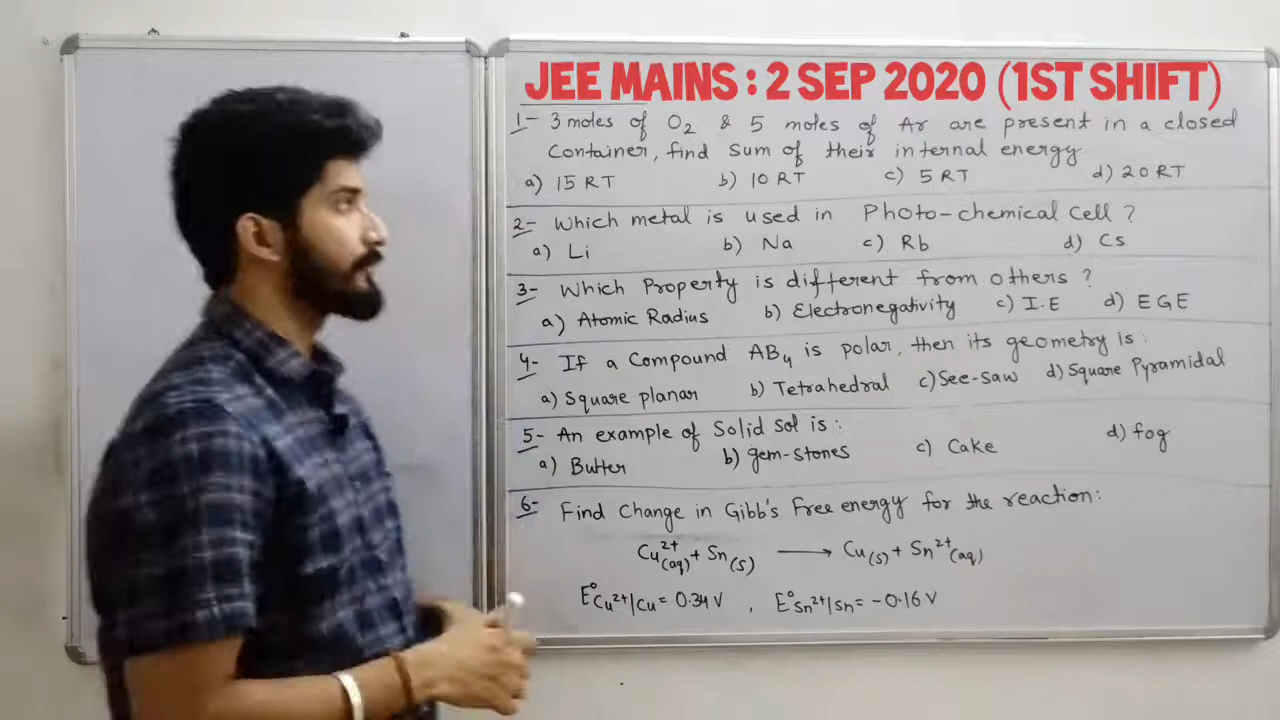 JEE MAINS : 2 SEP 2020 (1ST SHIFT)
1- 3 moles of O₂ & 5 moles of Ar are present in a closed
Container, find sum of their internal energy
a) 15 RT b) 10 RT c) 5 RT d) 20 RT
2- Which metal is used in Photo-chemical Cell ?
a) Li b) Na c) Rb d) Cs
3- Which Property is different from others ?
a) Atomic Radius b) Electronegativity c) I.E d) EGE
4- If a Compound AB₄ is polar, then its geometry is :
a) Square planar b) Tetrahedral c) See-saw d) Square Pyramidal
5- An example of Solid Sol is :
a) Butter b) gem-stones c) Cake d) fog
6- Find Change in Gibb's Free energy for the reaction:
Cu²⁺(aq) + Sn(s) ⟶ Cu(s) + Sn²⁺(aq)
E°Cu²⁺/Cu = 0.34 V , E°Sn²⁺/Sn = -0.16 V